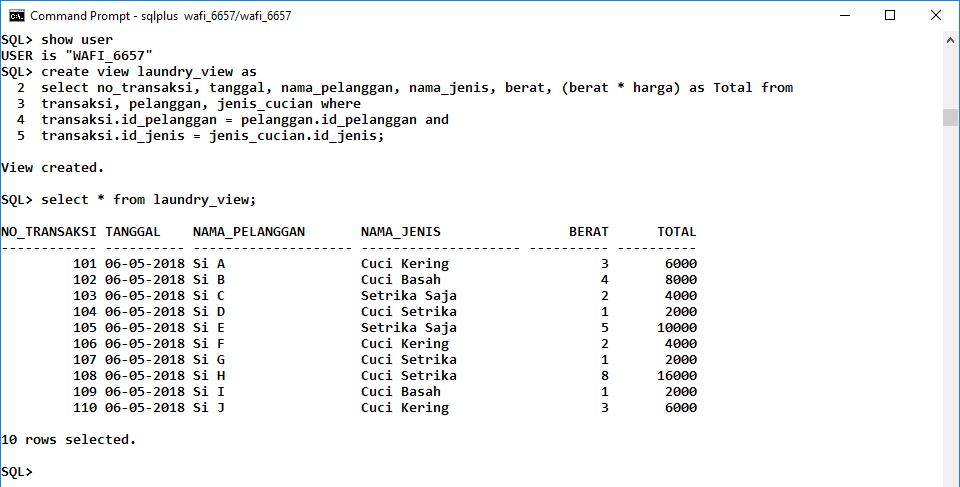 Command Prompt - sqlplus  wafi_6657/wafi_6657
SQL> show user
USER is "WAFI_6657"
SQL> create view laundry_view as
  2  select no_transaksi, tanggal, nama_pelanggan, nama_jenis, berat, (berat * harga) as Total from
  3  transaksi, pelanggan, jenis_cucian where
  4  transaksi.id_pelanggan = pelanggan.id_pelanggan and
  5  transaksi.id_jenis = jenis_cucian.id_jenis;
View created.
SQL> select * from laundry_view;
NO_TRANSAKSI TANGGAL    NAMA_PELANGGAN       NAMA_JENIS                BERAT      TOTAL
------------ ---------- -------------------- -------------------- ---------- ----------
         101 06-05-2018 Si A                 Cuci Kering                   3       6000
         102 06-05-2018 Si B                 Cuci Basah                    4       8000
         103 06-05-2018 Si C                 Setrika Saja                  2       4000
         104 06-05-2018 Si D                 Cuci Setrika                  1       2000
         105 06-05-2018 Si E                 Setrika Saja                  5      10000
         106 06-05-2018 Si F                 Cuci Kering                   2       4000
         107 06-05-2018 Si G                 Cuci Setrika                  1       2000
         108 06-05-2018 Si H                 Cuci Setrika                  8      16000
         109 06-05-2018 Si I                 Cuci Basah                    1       2000
         110 06-05-2018 Si J                 Cuci Kering                   3       6000
10 rows selected.
SQL>